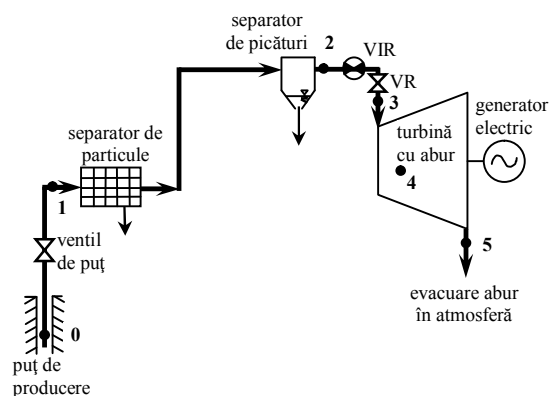 separator
de picături
2
VIR
VR
3
separator de
particule
turbină
cu abur
4
generator
electric
1
ventil
de puț
5
0
evacuare abur
în atmosferă
puț de
producere